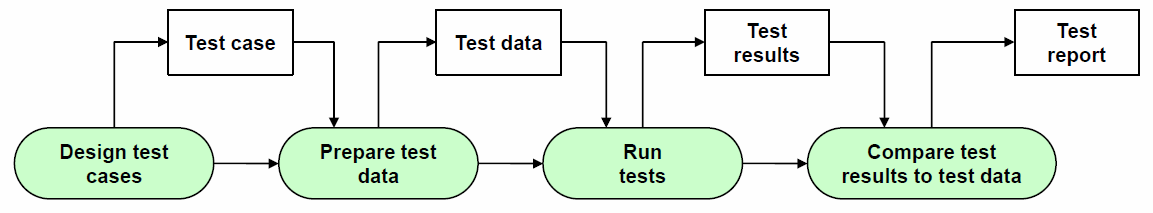 Test case
Test data
Test
results
Test
report
Design test
cases
Prepare test
data
Run
tests
Compare test
results to test data